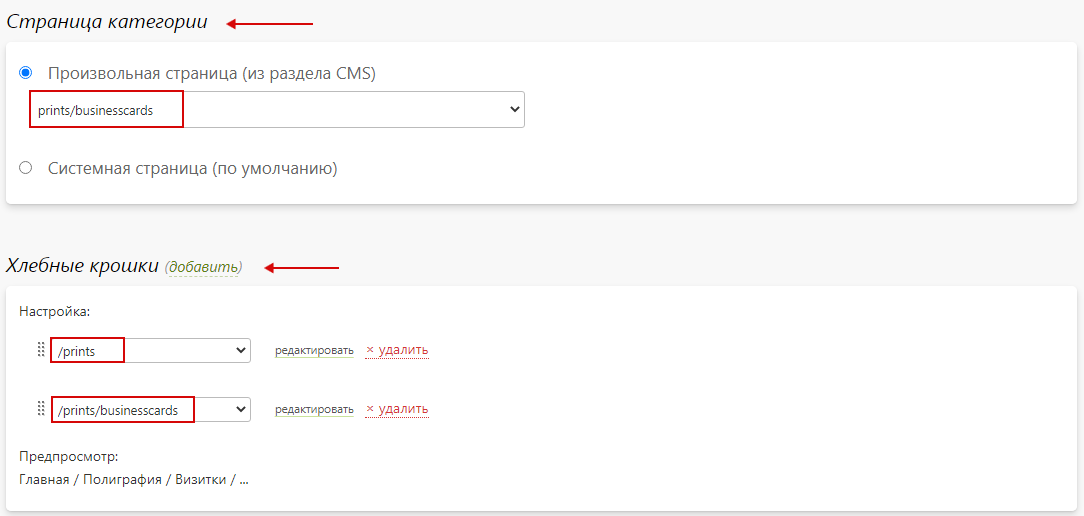 Страница категории
Произвольная страница (из раздела CMS)
prints/businesscards
Системная страница (по умолчанию)
Хлебные крошки (добавить)
Настройка:
/prints редактировать × удалить
/prints/businesscards редактировать × удалить
Предпросмотр:
Главная / Полиграфия / Визитки / ...